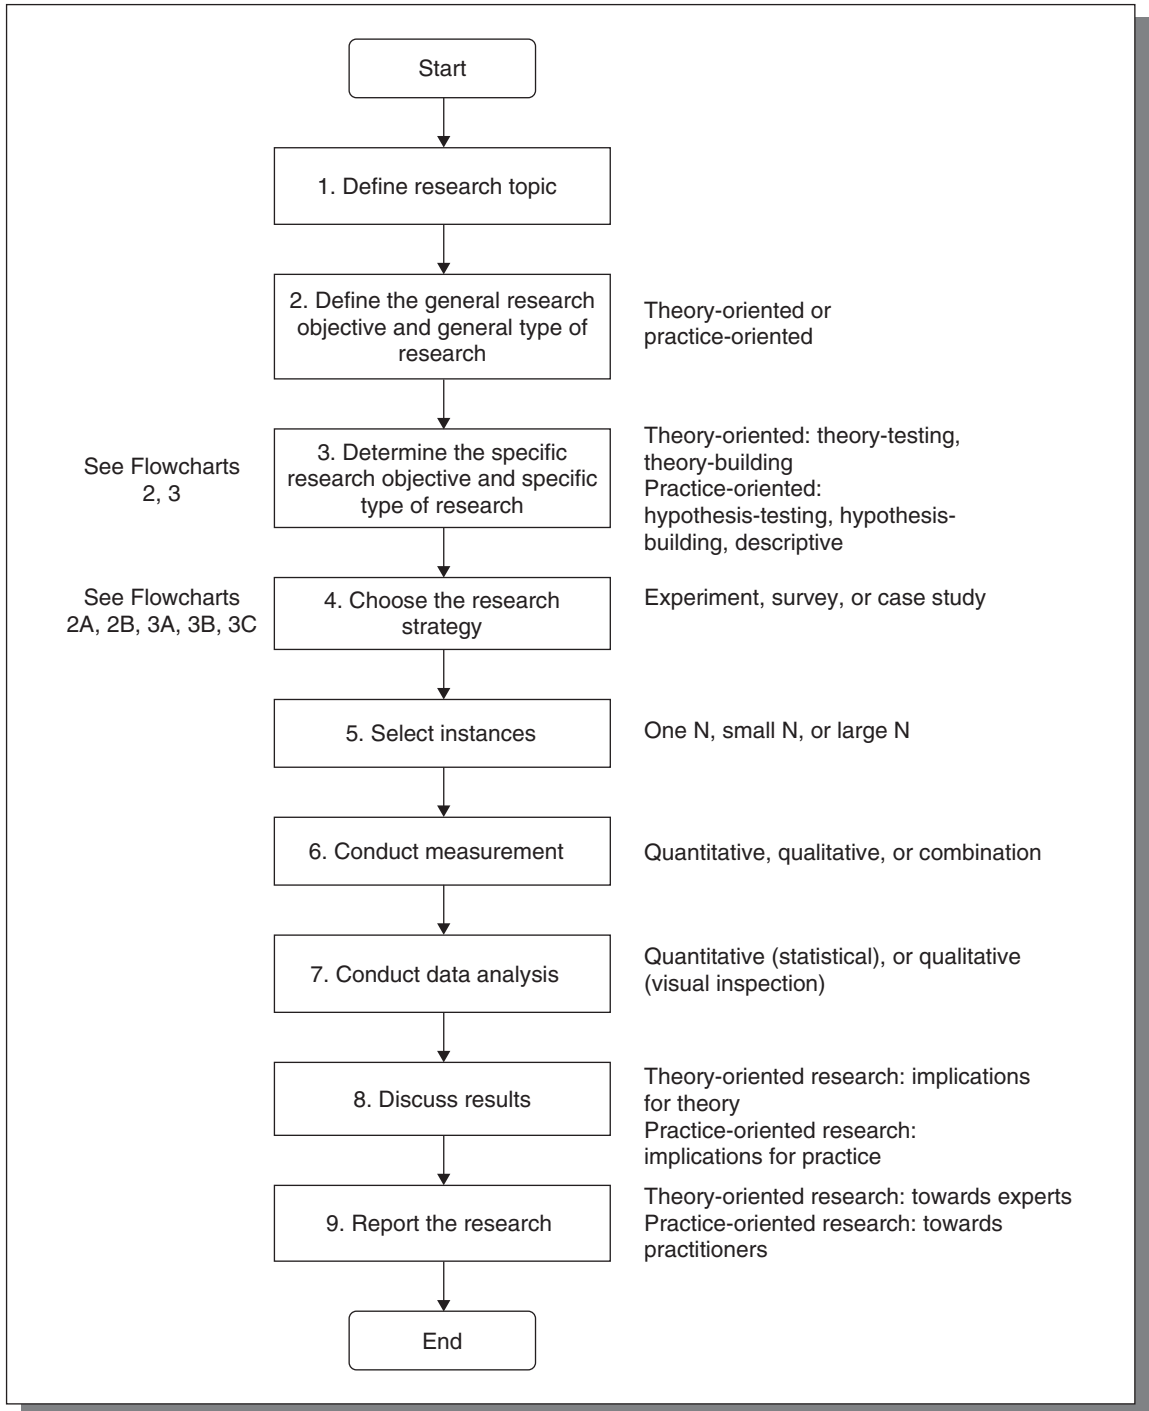 Start
1. Define research topic
2. Define the general research
objective and general type of
research
Theory-oriented or
practice-oriented
See Flowcharts
2, 3
3. Determine the specific
research objective and specific
type of research
Theory-oriented: theory-testing,
theory-building
Practice-oriented:
hypothesis-testing, hypothesis-
building, descriptive
See Flowcharts
2A, 2B, 3A, 3B, 3C
4. Choose the research
strategy
Experiment, survey, or case study
5. Select instances
One N, small N, or large N
6. Conduct measurement
Quantitative, qualitative, or combination
7. Conduct data analysis
Quantitative (statistical), or qualitative
(visual inspection)
8. Discuss results
Theory-oriented research: implications
for theory
Practice-oriented research:
implications for practice
9. Report the research
Theory-oriented research: towards experts
Practice-oriented research: towards
practitioners
End